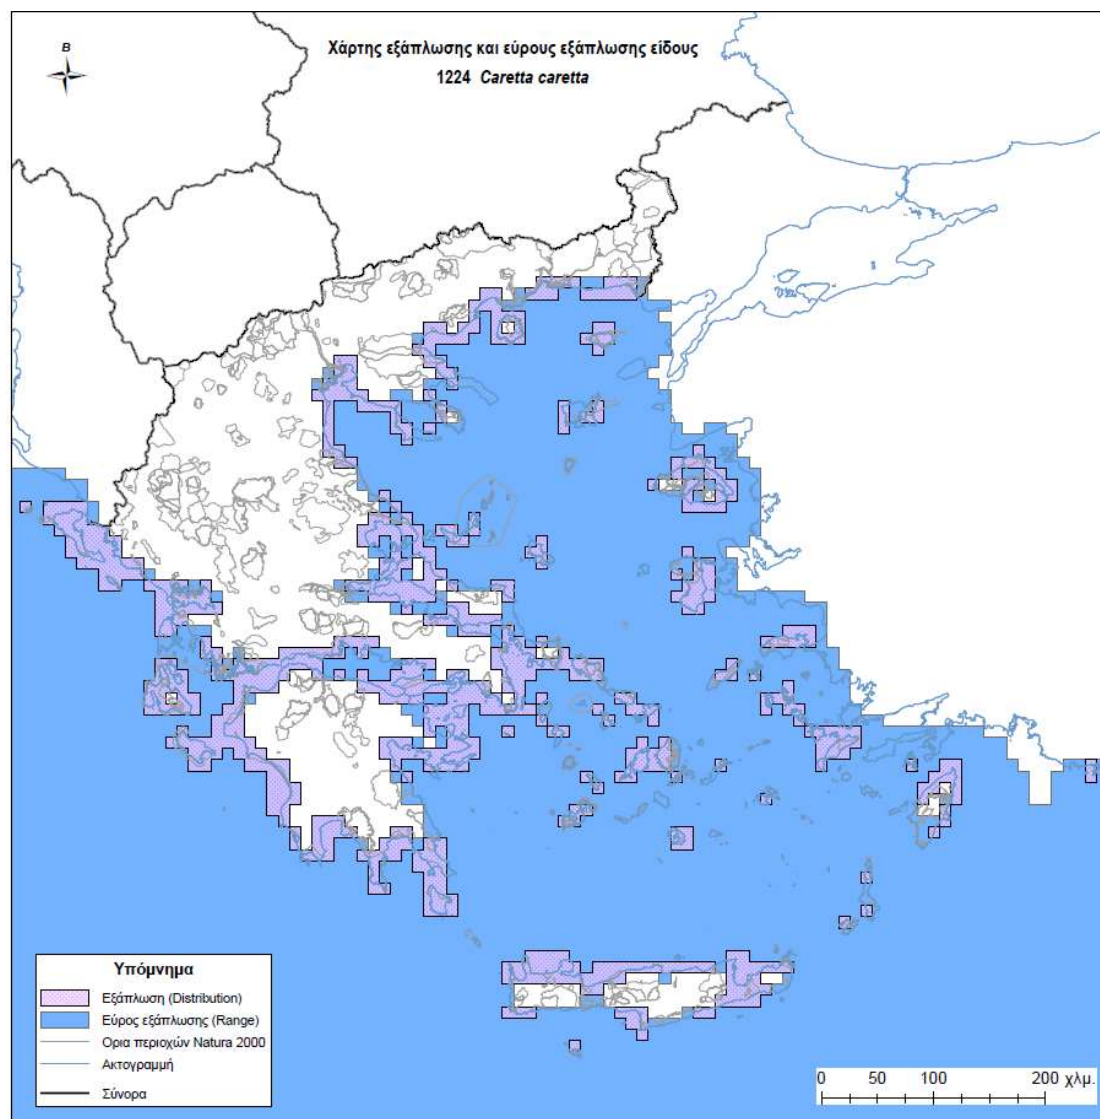 Χάρτης εξάπλωσης και εύρους εξάπλωσης είδους
1224 Caretta caretta
Β
Υπόμνημα
Εξάπλωση (Distribution)
Εύρος εξάπλωσης (Range)
Ορια περιοχών Natura 2000
Ακτογραμμή
Σύνορα
0 50 100 200 χλμ.